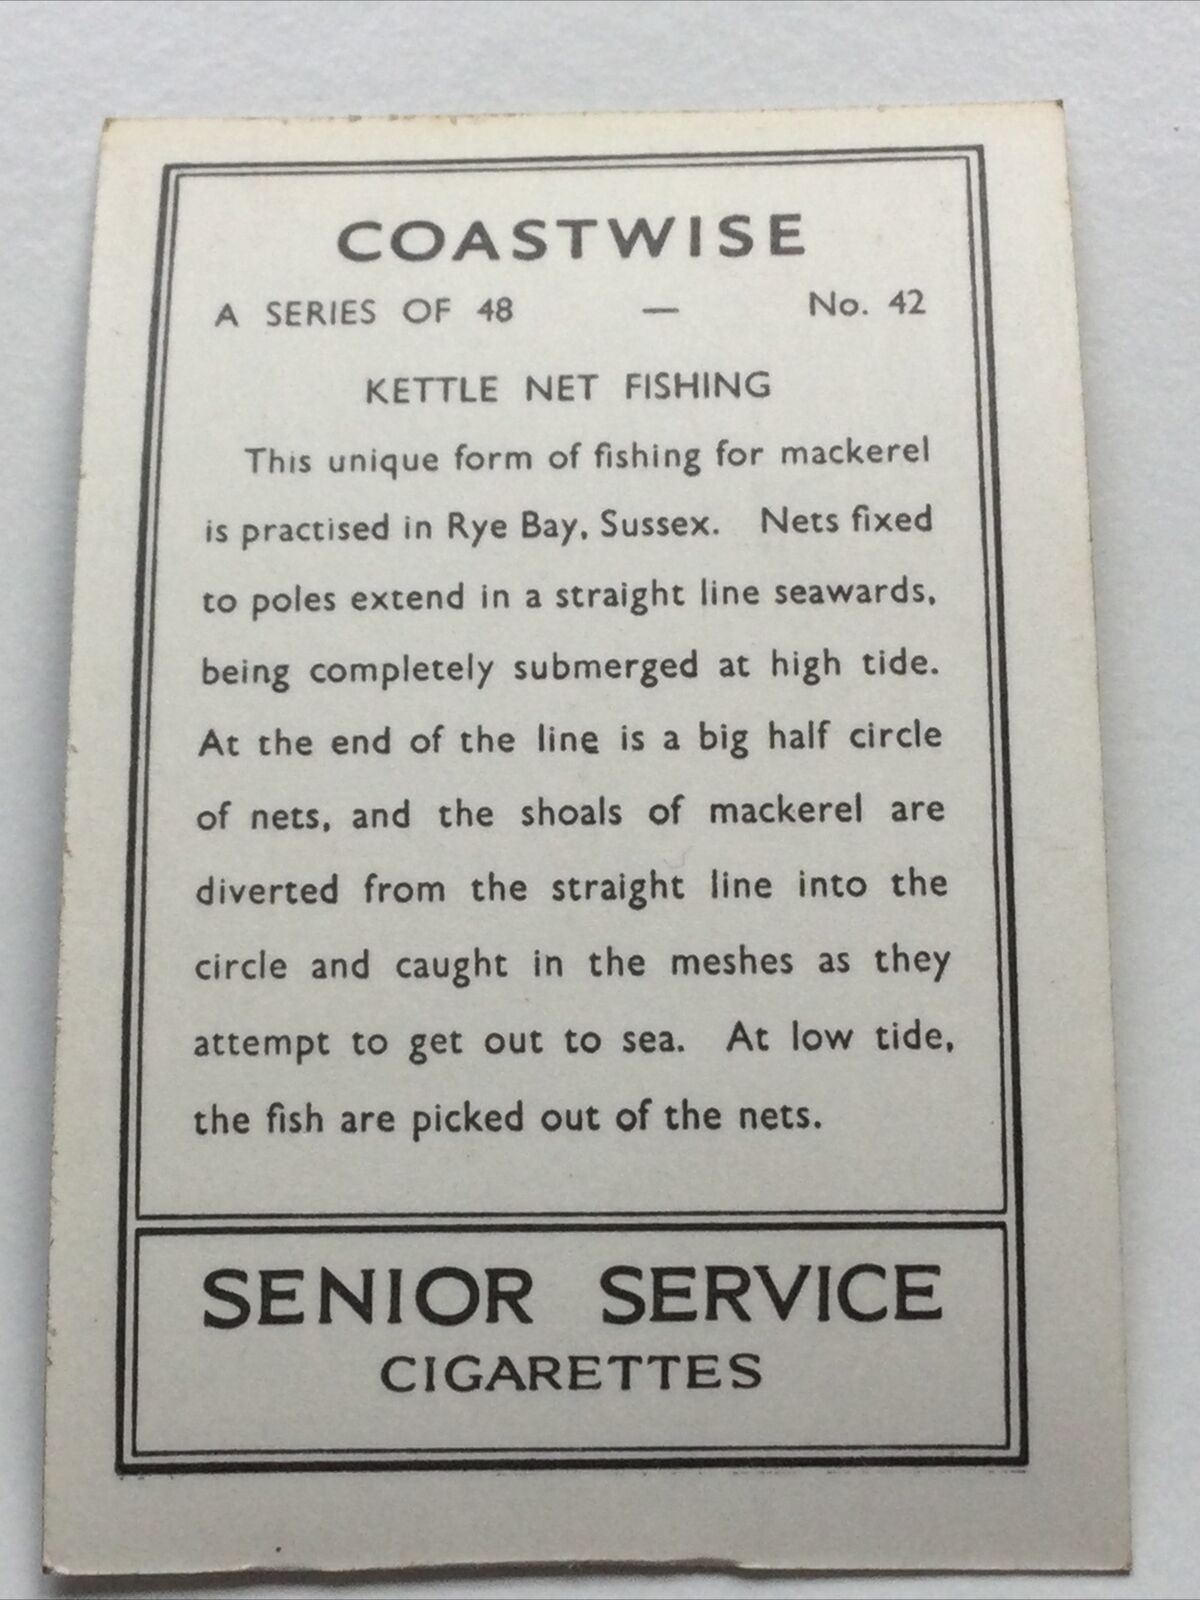 COASTWISE
A SERIES OF 48 — No. 42
KETTLE NET FISHING
This unique form of fishing for mackerel
is practised in Rye Bay, Sussex. Nets fixed
to poles extend in a straight line seawards,
being completely submerged at high tide.
At the end of the line is a big half circle
of nets, and the shoals of mackerel are
diverted from the straight line into the
circle and caught in the meshes as they
attempt to get out to sea. At low tide,
the fish are picked out of the nets.
SENIOR SERVICE
CIGARETTES